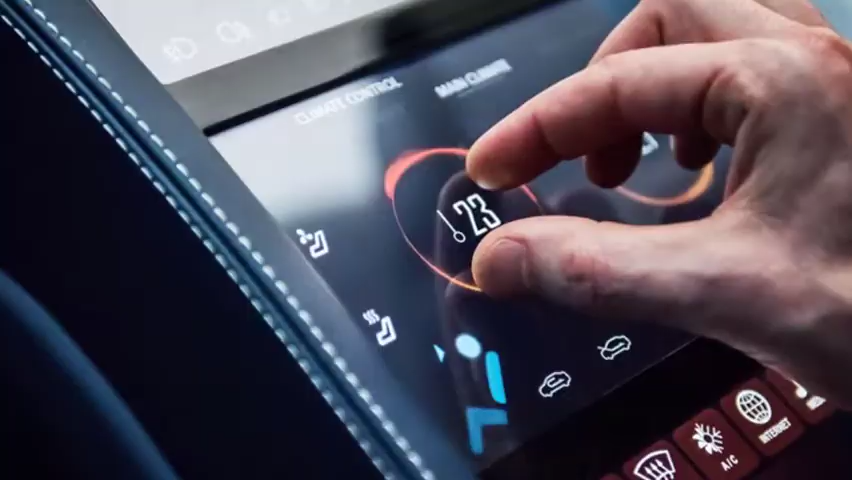 CLIMATE CONTROL
MAIN CLIMATE
23
A/C
INTERNET